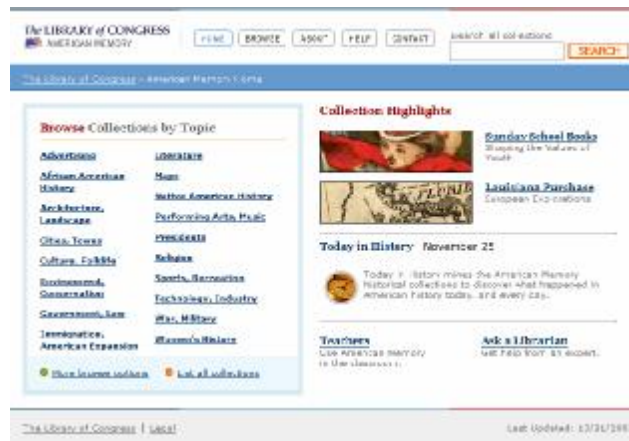 The LIBRARY of CONGRESS
AMERICAN MEMORY
HOME
BROWSE
ABOUT
HELP
CONTACT
search all collections
SEARCH
The Library of Congress > American Memory Home
Browse Collections by Topic
Advertising
African American
History
Architecture,
Landscape
Cities, Towns
Culture, Folklife
Environment,
Conservation
Government, Law
Immigration,
American Expansion
Literature
Maps
Native American History
Performing Arts, Music
Presidents
Religion
Sports, Recreation
Technology, Industry
War, Military
Women's History
More browse options
List all collections
Collection Highlights
Sunday School Books
Shaping the Values of
Youth
Louisiana Purchase
European Explorations
Today in History November 25
Today in History mines the American Memory
historical collections to discover what happened in
American history today, and every day.
Teachers
Use American Memory
in the classroom.
Ask a Librarian
Get help from an expert.
The Library of Congress | Legal
Last Updated: